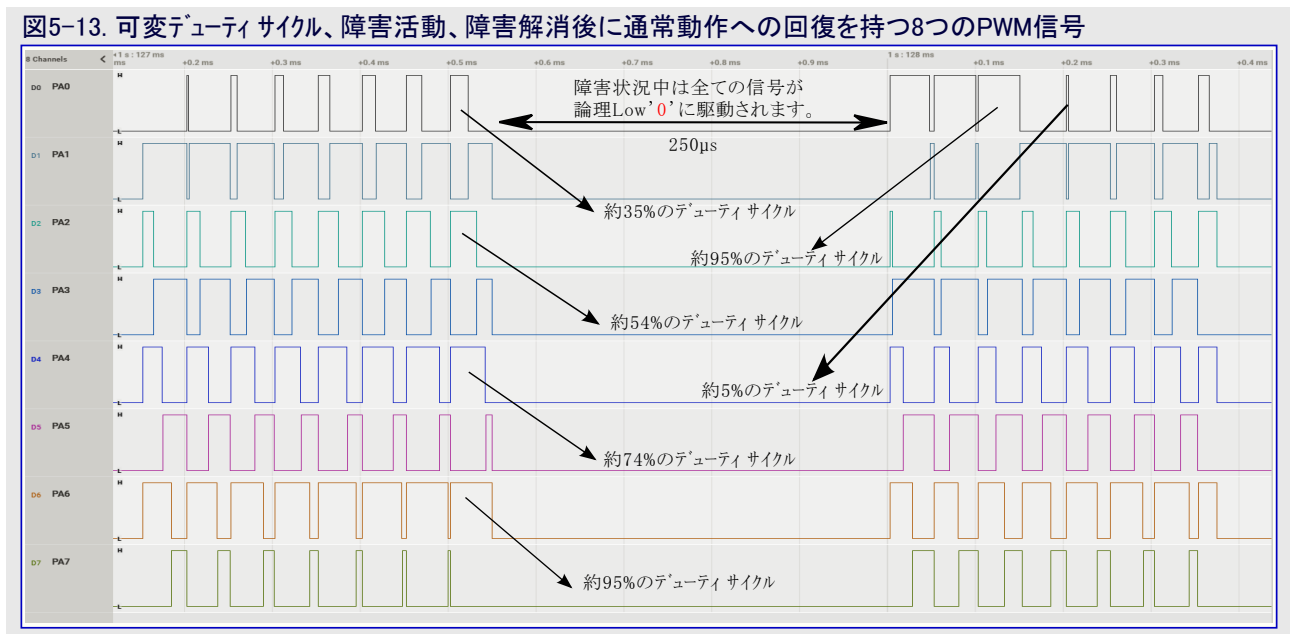 図5-13. 可変デューティ サイクル、障害活動、障害解消後に通常動作への回復を持つ8つのPWM信号
8 Channels
1 s : 127 ms
ms
+0.2 ms
+0.3 ms
+0.4 ms
+0.5 ms
+0.6 ms
+0.7 ms
+0.8 ms
+0.9 ms
1 s : 128 ms
+0.1 ms
+0.2 ms
+0.3 ms
+0.4 ms
D0 PA0
H
L
障害状況中は全ての信号が
論理Low'0'に駆動されます。
250µs
D1 PA1
H
L
約35%のデューティ サイクル
D2 PA2
H
L
約95%のデューティ サイクル
D3 PA3
H
L
約54%のデューティ サイクル
D4 PA4
H
L
約5%のデューティ サイクル
D5 PA5
H
L
約74%のデューティ サイクル
D6 PA6
H
L
D7 PA7
H
L
約95%のデューティ サイクル